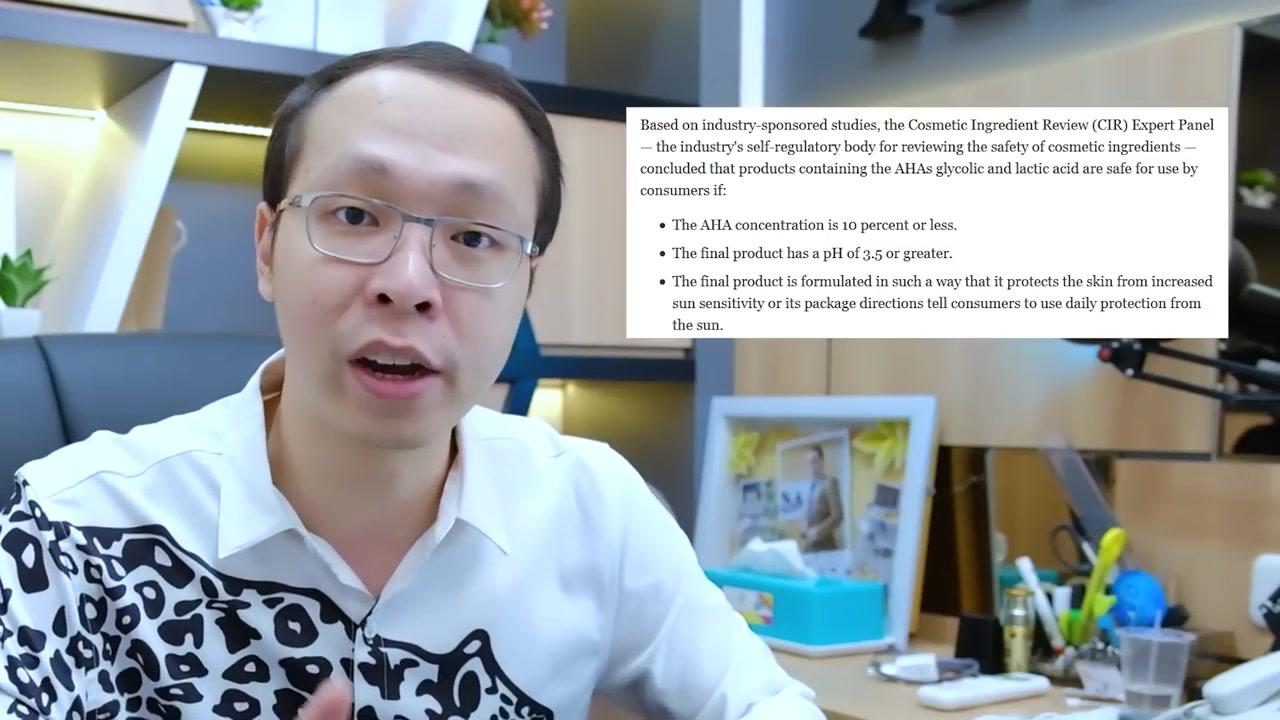 Based on industry-sponsored studies, the Cosmetic Ingredient Review (CIR) Expert Panel
— the industry's self-regulatory body for reviewing the safety of cosmetic ingredients —
concluded that products containing the AHAs glycolic and lactic acid are safe for use by
consumers if:
• The AHA concentration is 10 percent or less.
• The final product has a pH of 3.5 or greater.
• The final product is formulated in such a way that it protects the skin from increased
sun sensitivity or its package directions tell consumers to use daily protection from
the sun.